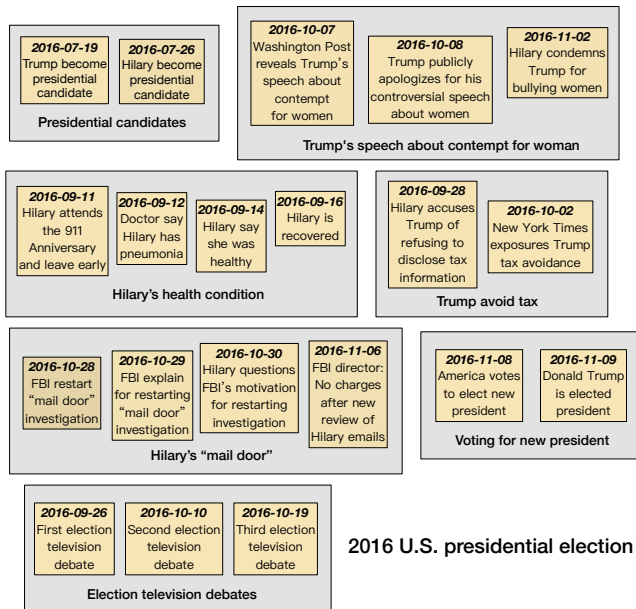 2016-07-19
Trump become
presidential
candidate
2016-07-26
Hilary become
presidential
candidate
Presidential candidates
2016-10-07
Washington Post
reveals Trump's
speech about
contempt
for women
2016-10-08
Trump publicly
apologizes for his
controversial speech
about women
2016-11-02
Hilary condemns
Trump for
bullying women
Trump's speech about contempt for woman
2016-09-11
Hilary attends
the 911
Anniversary
and leave early
2016-09-12
Doctor say
Hilary has
pneumonia
2016-09-14
Hilary say
she was
healthy
2016-09-16
Hilary is
recovered
Hilary's health condition
2016-09-28
Hilary accuses
Trump of
refusing to
disclose tax
information
2016-10-02
New York Times
exposures Trump
tax avoidance
Trump avoid tax
2016-10-28
FBI restart
“mail door”
investigation
2016-10-29
FBI explain
for restarting
“mail door”
investigation
2016-10-30
Hilary questions
FBI's motivation
for restarting
investigation
2016-11-06
FBI director:
No charges
after new
review of
Hilary emails
Hilary's “mail door”
2016-11-08
America votes
to elect new
president
2016-11-09
Donald Trump
is elected
president
Voting for new president
2016-09-26
First election
television
debate
2016-10-10
Second election
television
debate
2016-10-19
Third election
television
debate
Election television debates
2016 U.S. presidential election